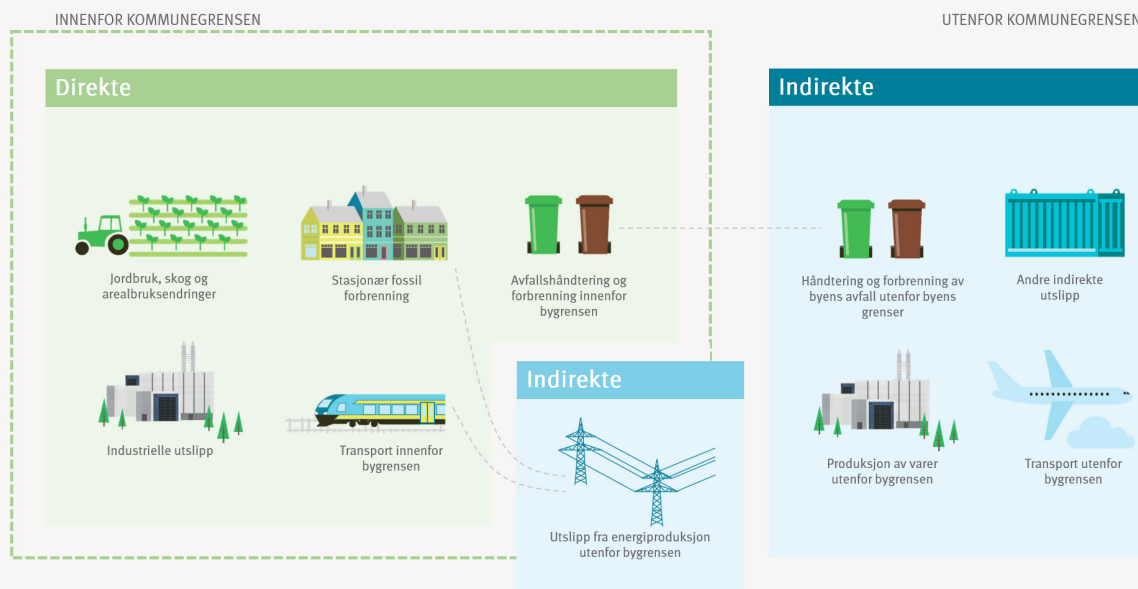 INNENFOR KOMMUNEGRENSEN
UTENFOR KOMMUNEGRENSEN
Direkte
Jordbruk, skog og
arealbruksendringer
Stasjonær fossil
forbrenning
Avfallshåndtering og
forbrenning innenfor
bygrensen
Industrielle utslipp
Transport innenfor
bygrensen
Indirekte
Utslipp fra energiproduksjon
utenfor bygrensen
Indirekte
Håndtering og forbrenning av
byens avfall utenfor byens
grenser
Andre indirekte
utslipp
Produksjon av varer
utenfor bygrensen
Transport utenfor
bygrensen